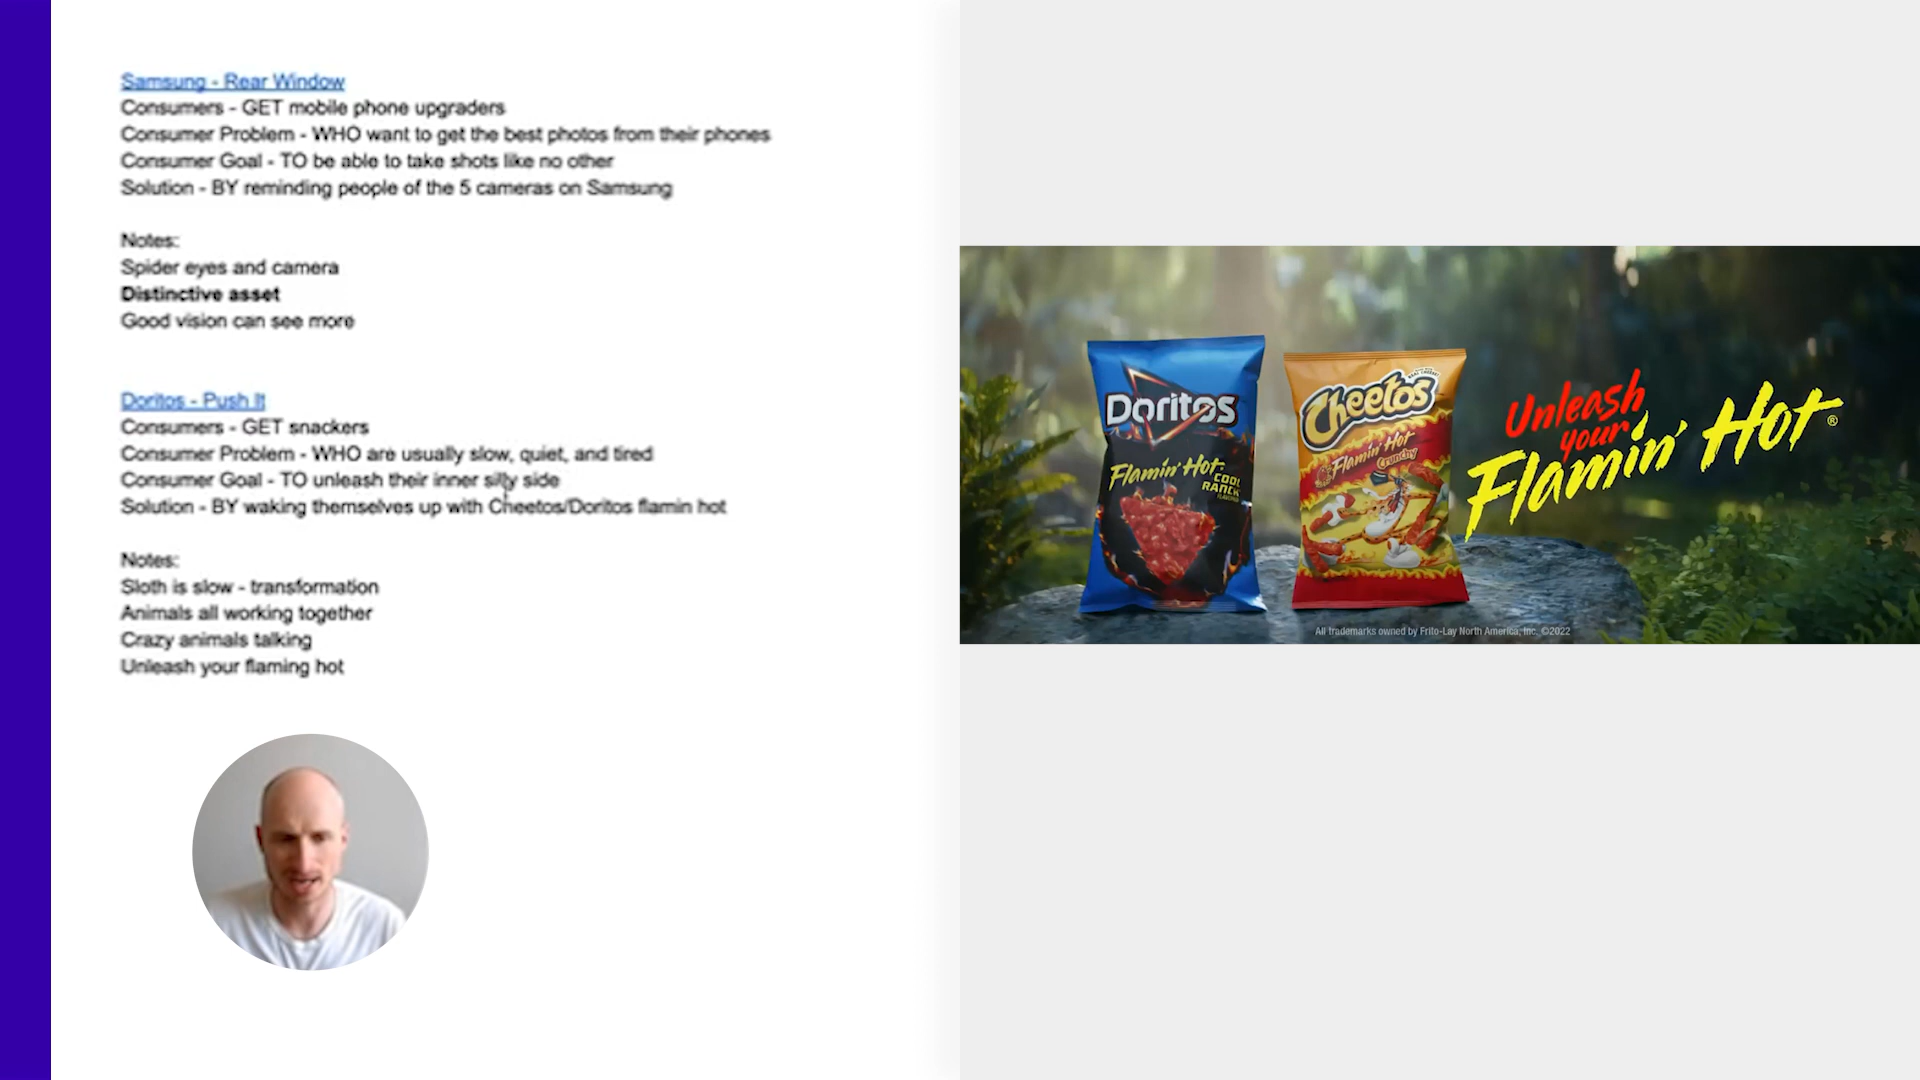 Samsung - Rear Window
Consumers - GET mobile phone upgraders
Consumer Problem - WHO want to get the best photos from their phones
Consumer Goal - TO be able to take shots like no other
Solution - BY reminding people of the 5 cameras on Samsung
Notes:
Spider eyes and camera
Distinctive asset
Good vision can see more
Doritos - Push It
Consumers - GET snackers
Consumer Problem - WHO are usually slow, quiet, and tired
Consumer Goal - TO unleash their inner silly side
Solution - BY waking themselves up with Cheetos/Doritos flamin hot
Notes:
Sloth is slow - transformation
Animals all working together
Crazy animals talking
Unleash your flaming hot
Doritos
Flamin' Hot
COOL
RANCH
Cheetos
Flamin' Hot
Crunchy
Unleash
your
Flamin' Hot®
All trademarks owned by Frito-Lay North America, Inc. ©2022